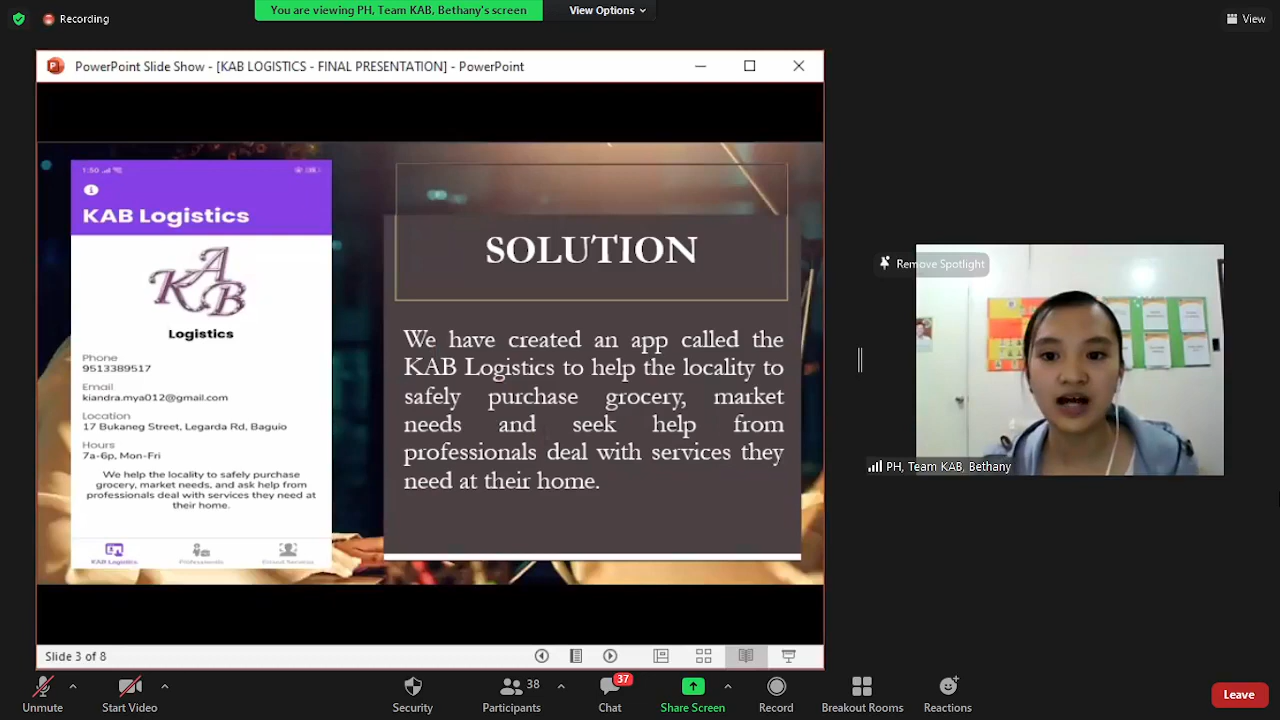 Recording
You are viewing PH, Team KAB, Bethany's screen
View Options
View
PowerPoint Slide Show - [KAB LOGISTICS - FINAL PRESENTATION] - PowerPoint
1:50
KAB Logistics
KAB
Logistics
Phone
9513389517
Email
kiandra.mya012@gmail.com
Location
17 Bukaneg Street, Legarda Rd, Baguio
Hours
7a-6p, Mon-Fri
We help the locality to safely purchase
grocery, market needs, and ask help from
professionals deal with services they need at
their home.
KAB Logistics
Professionals
SOLUTION
We have created an app called the
KAB Logistics to help the locality to
safely purchase grocery, market
needs and seek help from
professionals deal with services they
need at their home.
Remove Spotlight
PH, Team KAB, Bethany
Slide 3 of 8
Unmute
Start Video
Security
38
Participants
37
Chat
Share Screen
Record
Breakout Rooms
Reactions
Leave